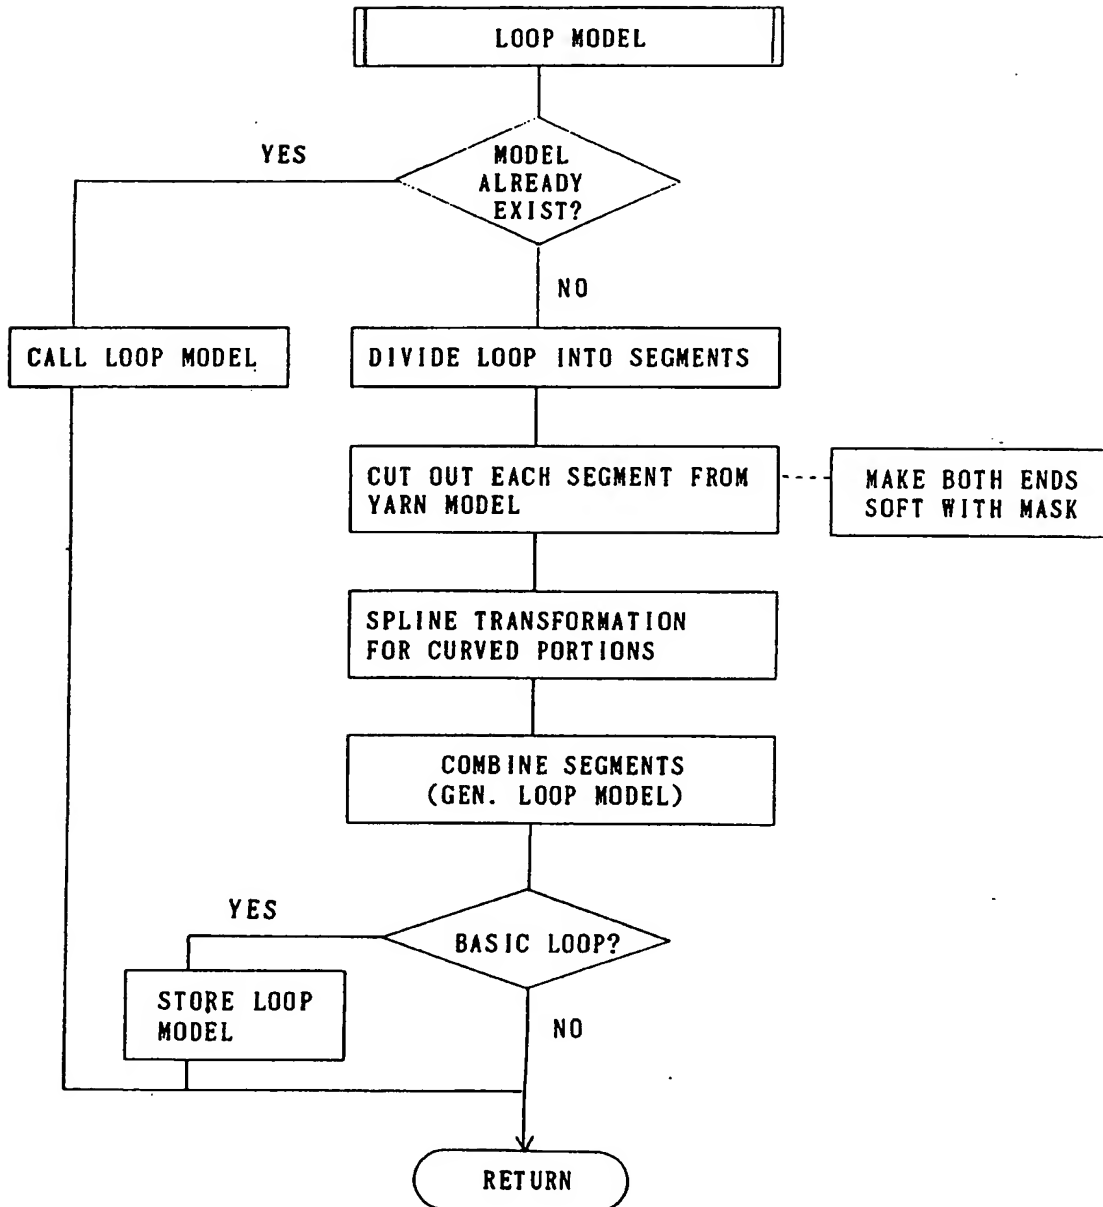 LOOP MODEL
YES
MODEL
ALREADY
EXIST?
NO
CALL LOOP MODEL
DIVIDE LOOP INTO SEGMENTS
CUT OUT EACH SEGMENT FROM
YARN MODEL
MAKE BOTH ENDS
SOFT WITH MASK
SPLINE TRANSFORMATION
FOR CURVED PORTIONS
COMBINE SEGMENTS
(GEN. LOOP MODEL)
YES
BASIC LOOP?
STORE LOOP
MODEL
NO
RETURN